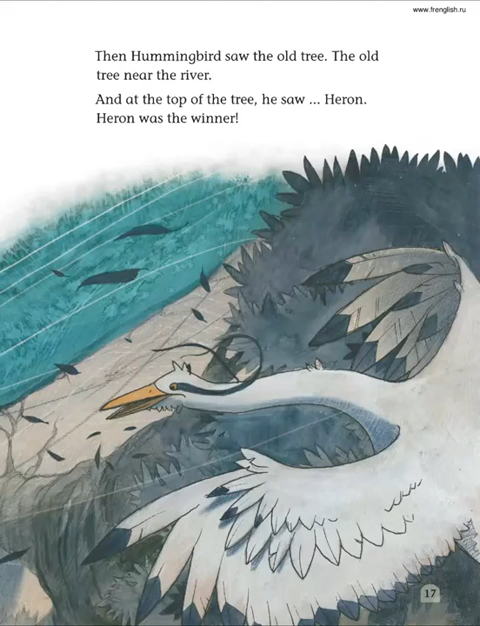 www.frenglish.ru
Then Hummingbird saw the old tree. The old
tree near the river.
And at the top of the tree, he saw ... Heron.
Heron was the winner!
17